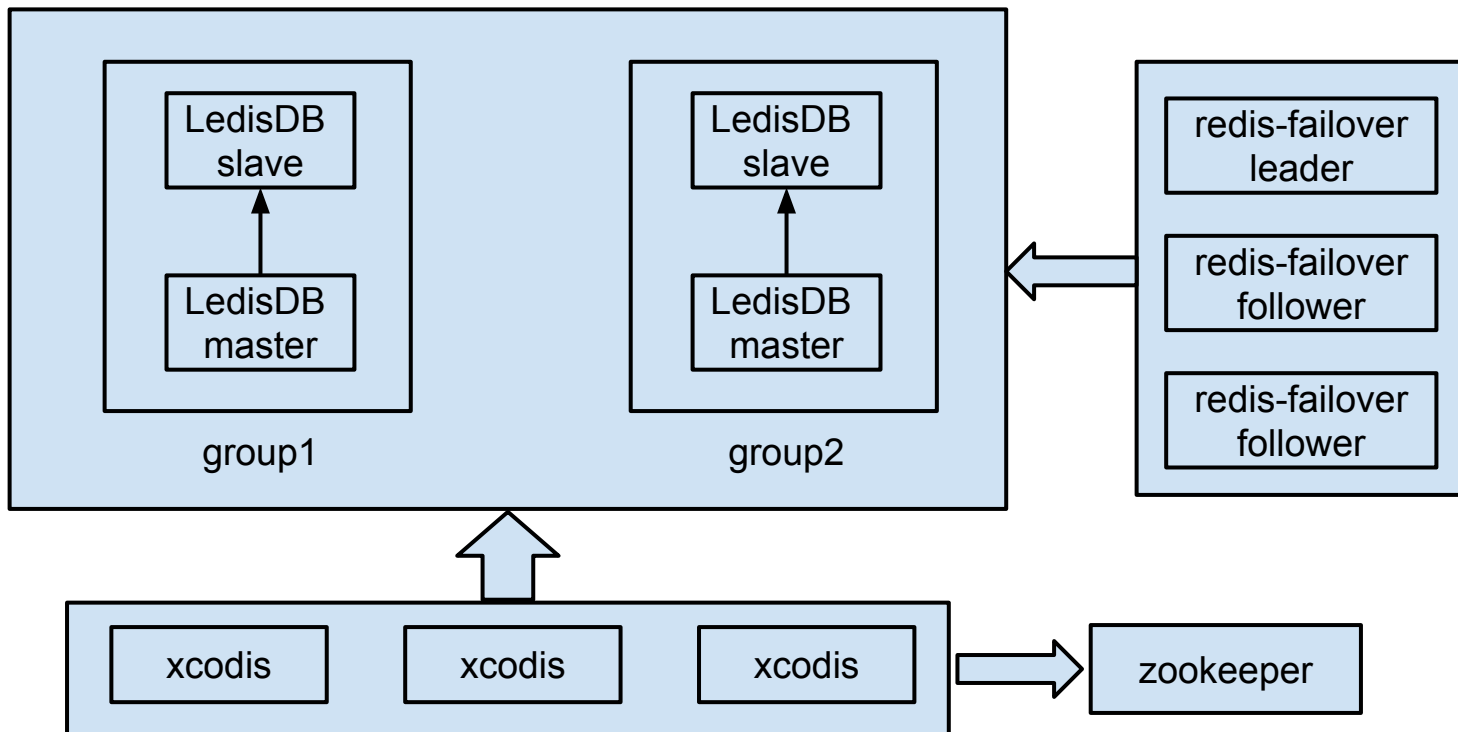 LedisDB
slave
LedisDB
master
group1
LedisDB
slave
LedisDB
master
group2
redis-failover
leader
redis-failover
follower
redis-failover
follower
xcodis
xcodis
xcodis
zookeeper